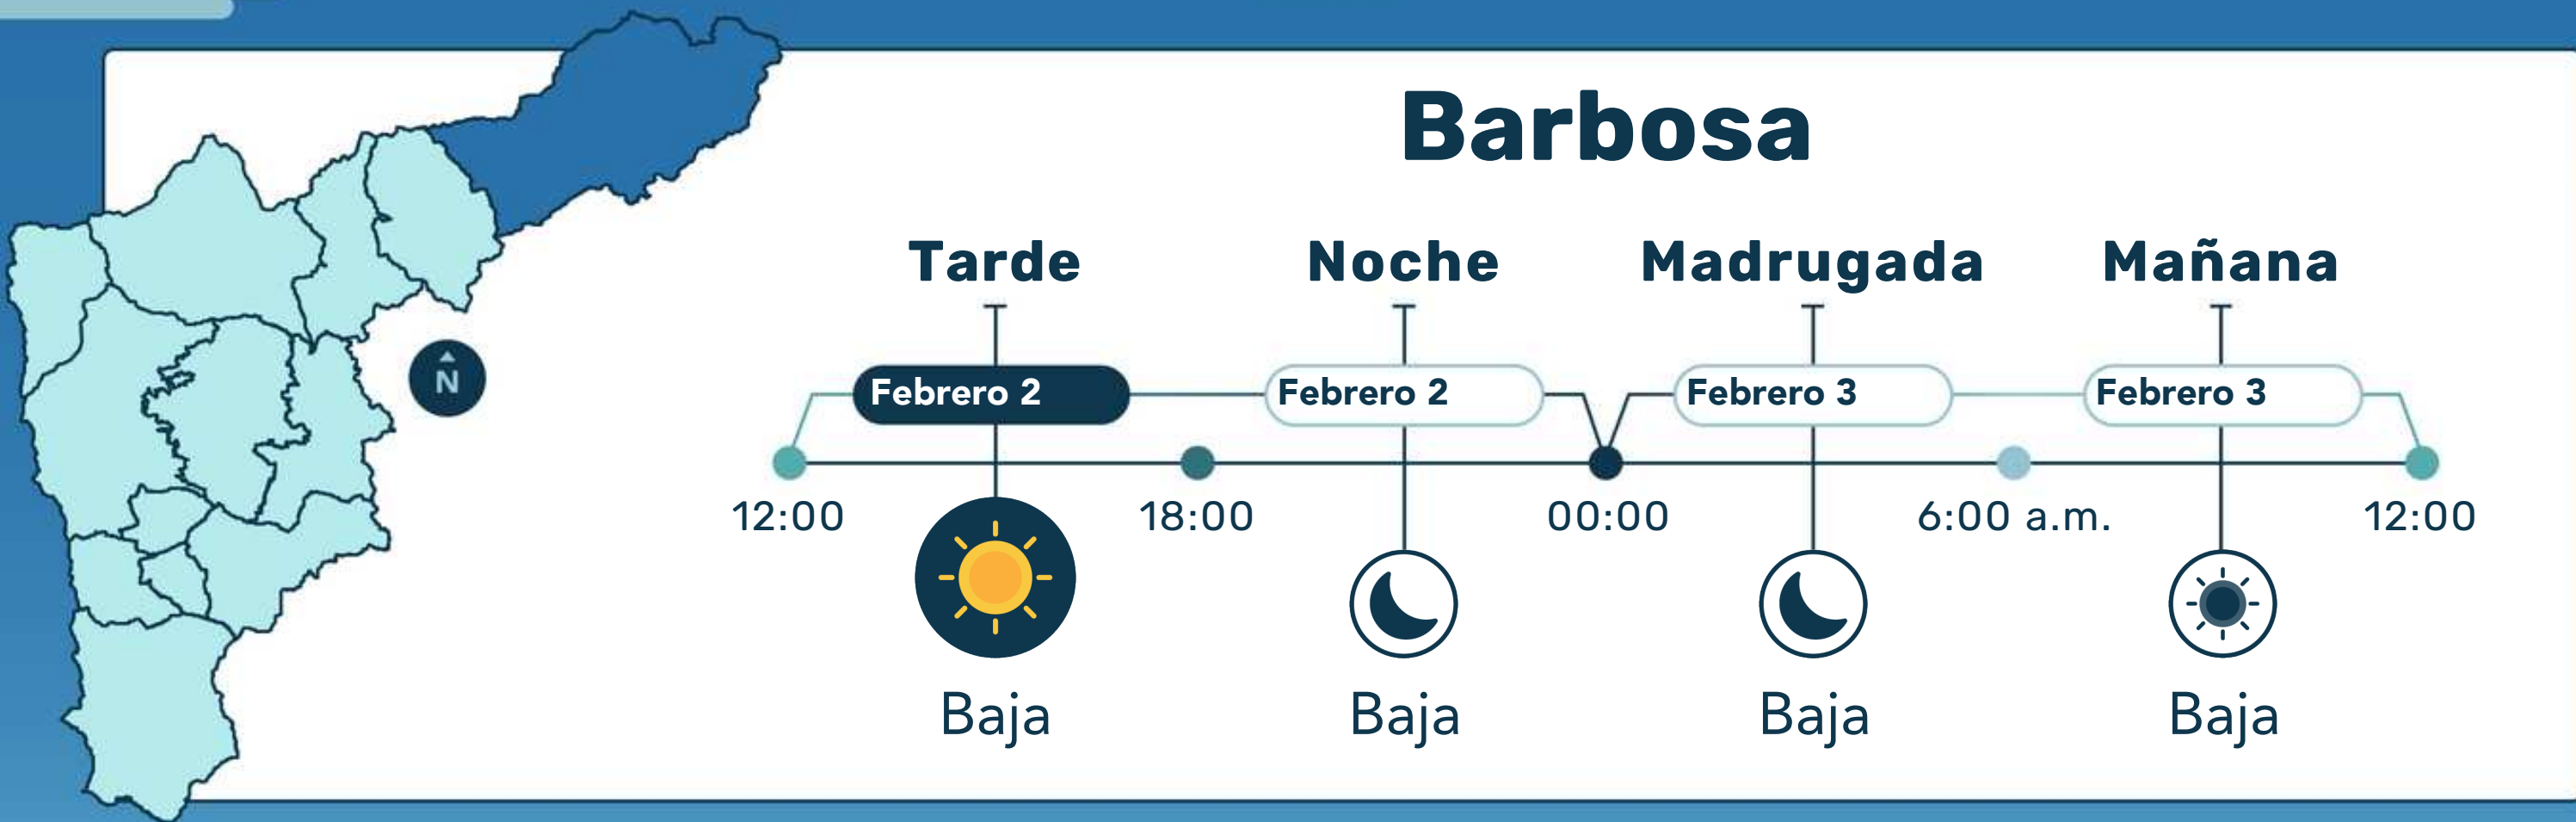 Barbosa
Tarde Noche Madrugada Mañana
Febrero 2 Febrero 2 Febrero 3 Febrero 3
N
12:00 18:00 00:00 6:00 a.m. 12:00
Baja Baja Baja Baja